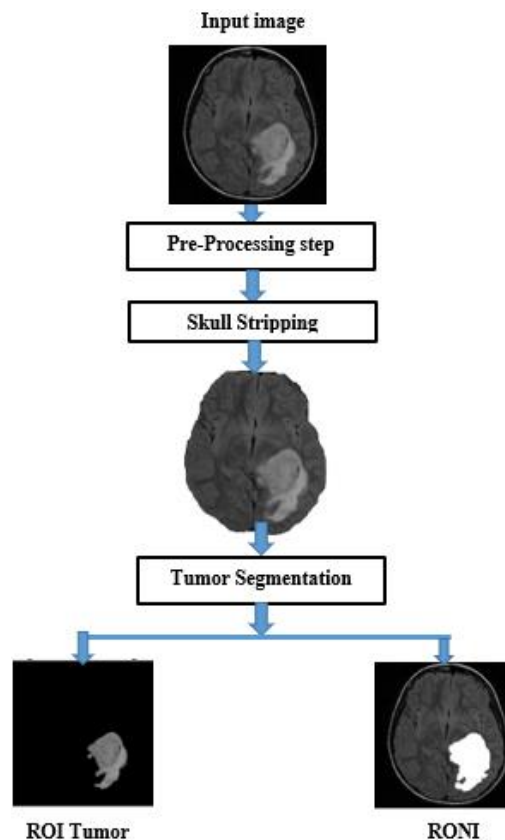 Input image
Pre-Processing step
Skull Stripping
Tumor Segmentation
ROI Tumor
RONI